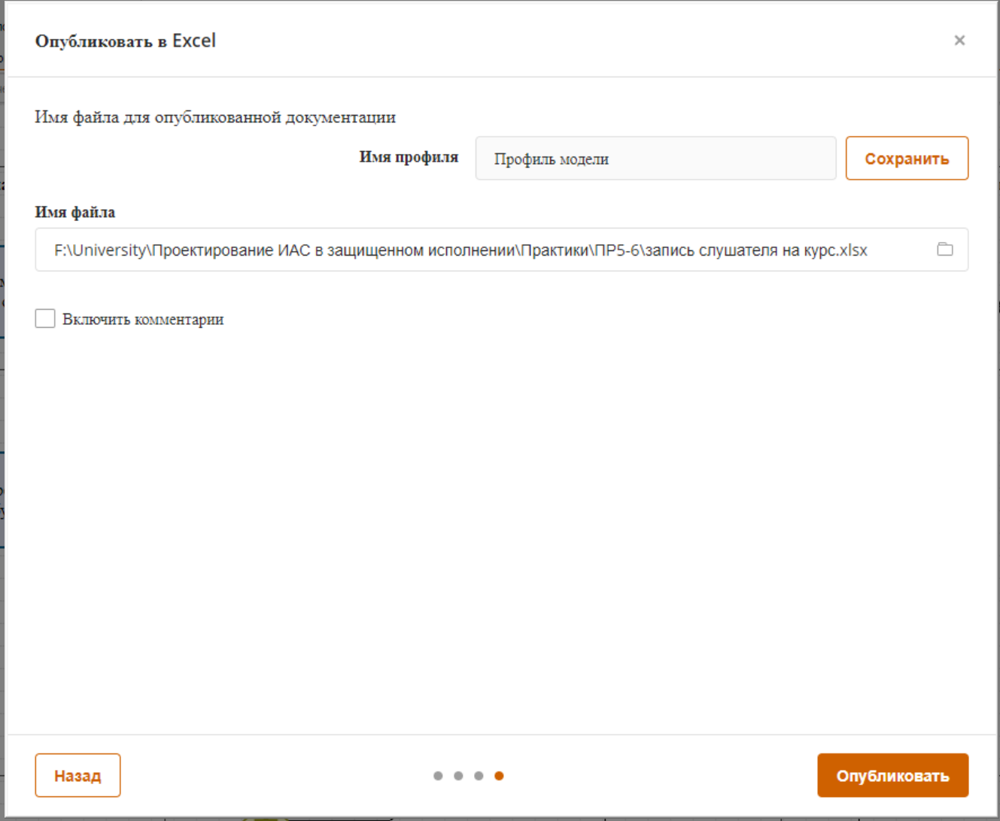 Опубликовать в Excel
×
Имя файла для опубликованной документации
Имя профиля
Профиль модели
Сохранить
Имя файла
F:\University\Проектирование ИАС в защищенном исполнении\Практики\ПР5-6\запись слушателя на курс.xlsx
Включить комментарии
Назад
Опубликовать